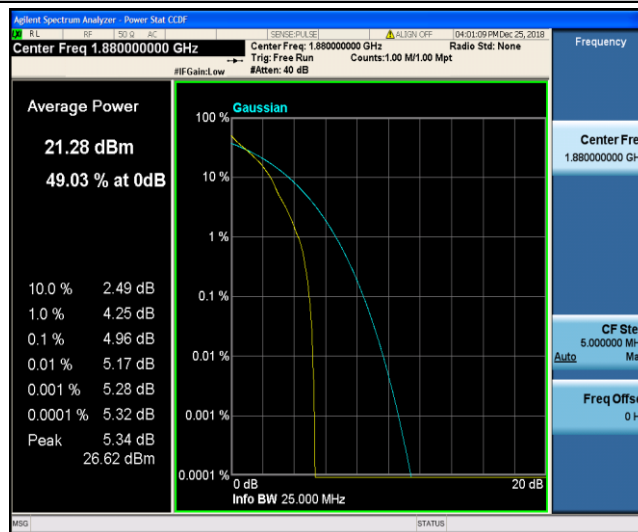 Agilent Spectrum Analyzer - Power Stat CCDF
RL RF 50 Ω AC SENSE:PULSE ALIGN OFF 04:01:09 PM Dec 25, 2018
Center Freq 1.880000000 GHz
Center Freq: 1.880000000 GHz Radio Std: None
Trig: Free Run Counts:1.00 M/1.00 Mpt
#IFGain:Low #Atten: 40 dB
Frequency
Average Power
21.28 dBm
49.03 % at 0dB
10.0 % 2.49 dB
1.0 % 4.25 dB
0.1 % 4.96 dB
0.01 % 5.17 dB
0.001 % 5.28 dB
0.0001 % 5.32 dB
Peak 5.34 dB
26.62 dBm
Gaussian
100 %
10 %
1 %
0.1 %
0.01 %
0.001 %
0.0001 %
0 dB 20 dB
Info BW 25.000 MHz
Center Fre
1.880000000 GH
CF Ste
5.000000 MH
Auto Ma
Freq Offse
0 H
MSG STATUS